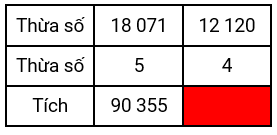 Thừa số 18 071 12 120
Thừa số 5 4
Tích 90 355